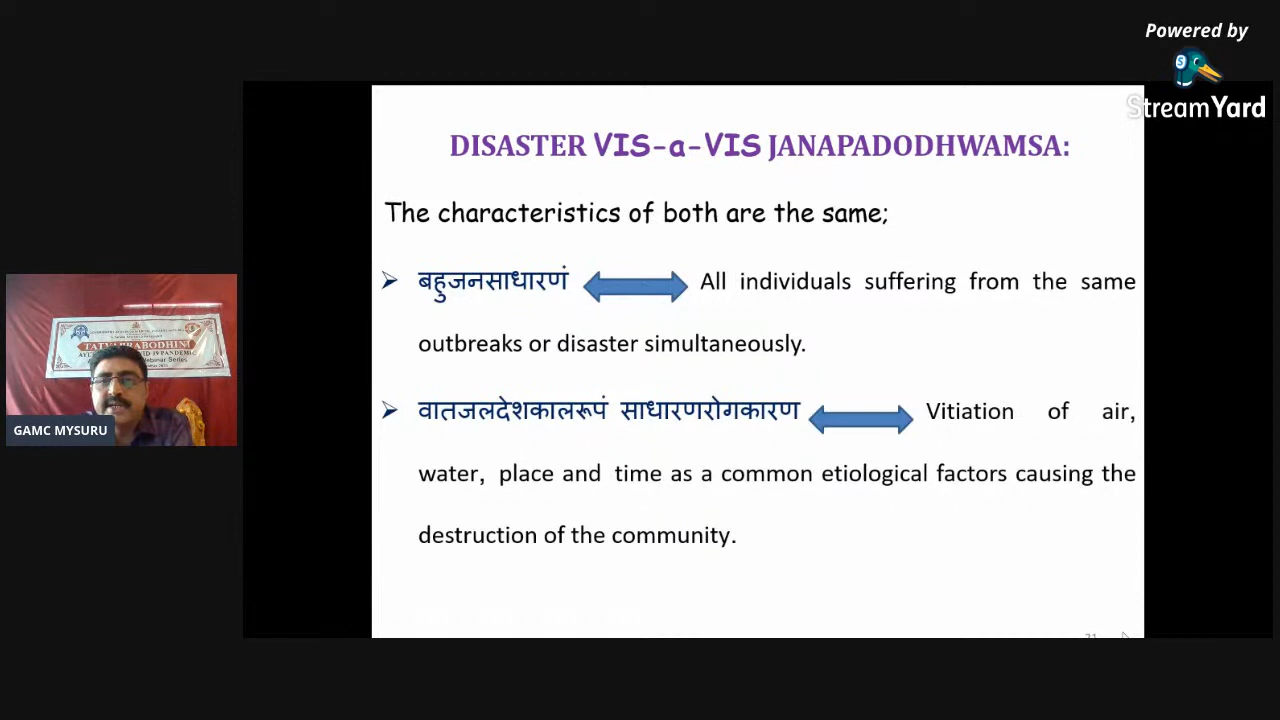 Powered by
StreamYard
DISASTER VIS-a-VIS JANAPADODHWAMSA:
The characteristics of both are the same;
बहुजनसाधारणं All individuals suffering from the same
outbreaks or disaster simultaneously.
वातजलदेशकालरूपं साधारणरोगकारण Vitiation of air,
water, place and time as a common etiological factors causing the
destruction of the community.
TATVAPRABODHINI
GAMC MYSURU